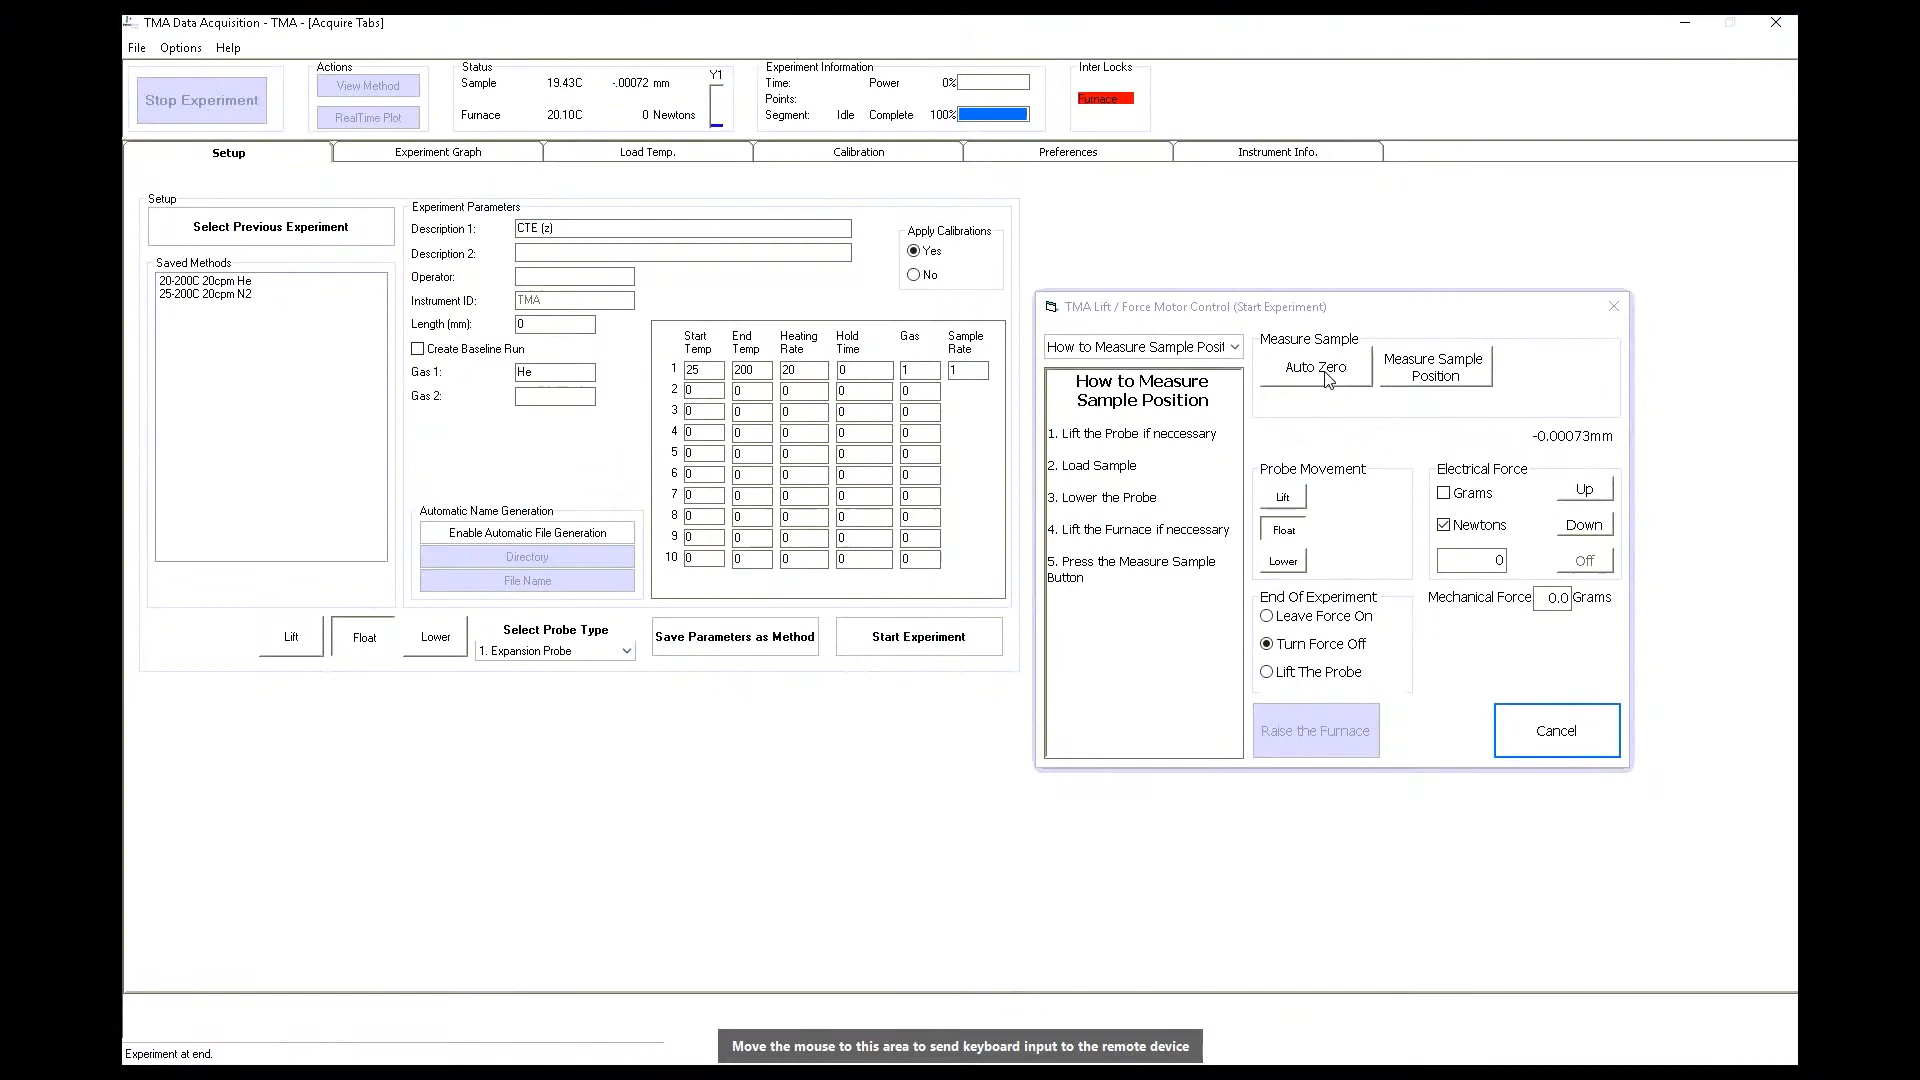 TMA Data Acquisition - TMA - [Acquire Tabs]
File Options Help
Stop Experiment
Actions
View Method
RealTime Plot
Status
Sample 19.43C -.00072 mm
Furnace 20.10C 0 Newtons
Y1
Experiment Information
Time: Power 0%
Points:
Segment: Idle Complete 100%
Inter Locks
Furnace
Setup Experiment Graph Load Temp. Calibration Preferences Instrument Info.
Setup
Select Previous Experiment
Saved Methods
20-200C 20cpm He
25-200C 20cpm N2
Experiment Parameters
Description 1: CTE (z)
Description 2:
Operator:
Instrument ID: TMA
Length (mm): 0
Create Baseline Run
Gas 1: He
Gas 2:
Apply Calibrations
Yes
No
Start Temp End Temp Heating Rate Hold Time Gas Sample Rate
1 25 200 20 0 1 1
2 0 0 0 0 0
3 0 0 0 0 0
4 0 0 0 0 0
5 0 0 0 0 0
6 0 0 0 0 0
7 0 0 0 0 0
8 0 0 0 0 0
9 0 0 0 0 0
10 0 0 0 0 0
Automatic Name Generation
Enable Automatic File Generation
Directory
File Name
Lift Float Lower
Select Probe Type
1. Expansion Probe
Save Parameters as Method
Start Experiment
TMA Lift / Force Motor Control (Start Experiment)
How to Measure Sample Posit
How to Measure
Sample Position
1. Lift the Probe if neccessary
2. Load Sample
3. Lower the Probe
4. Lift the Furnace if neccessary
5. Press the Measure Sample
Button
Measure Sample
Auto Zero
Measure Sample
Position
-0.00073mm
Probe Movement
Lift
Float
Lower
Electrical Force
Grams Up
Newtons Down
0 Off
Mechanical Force 0.0 Grams
End Of Experiment
Leave Force On
Turn Force Off
Lift The Probe
Raise the Furnace
Cancel
Experiment at end.
Move the mouse to this area to send keyboard input to the remote device